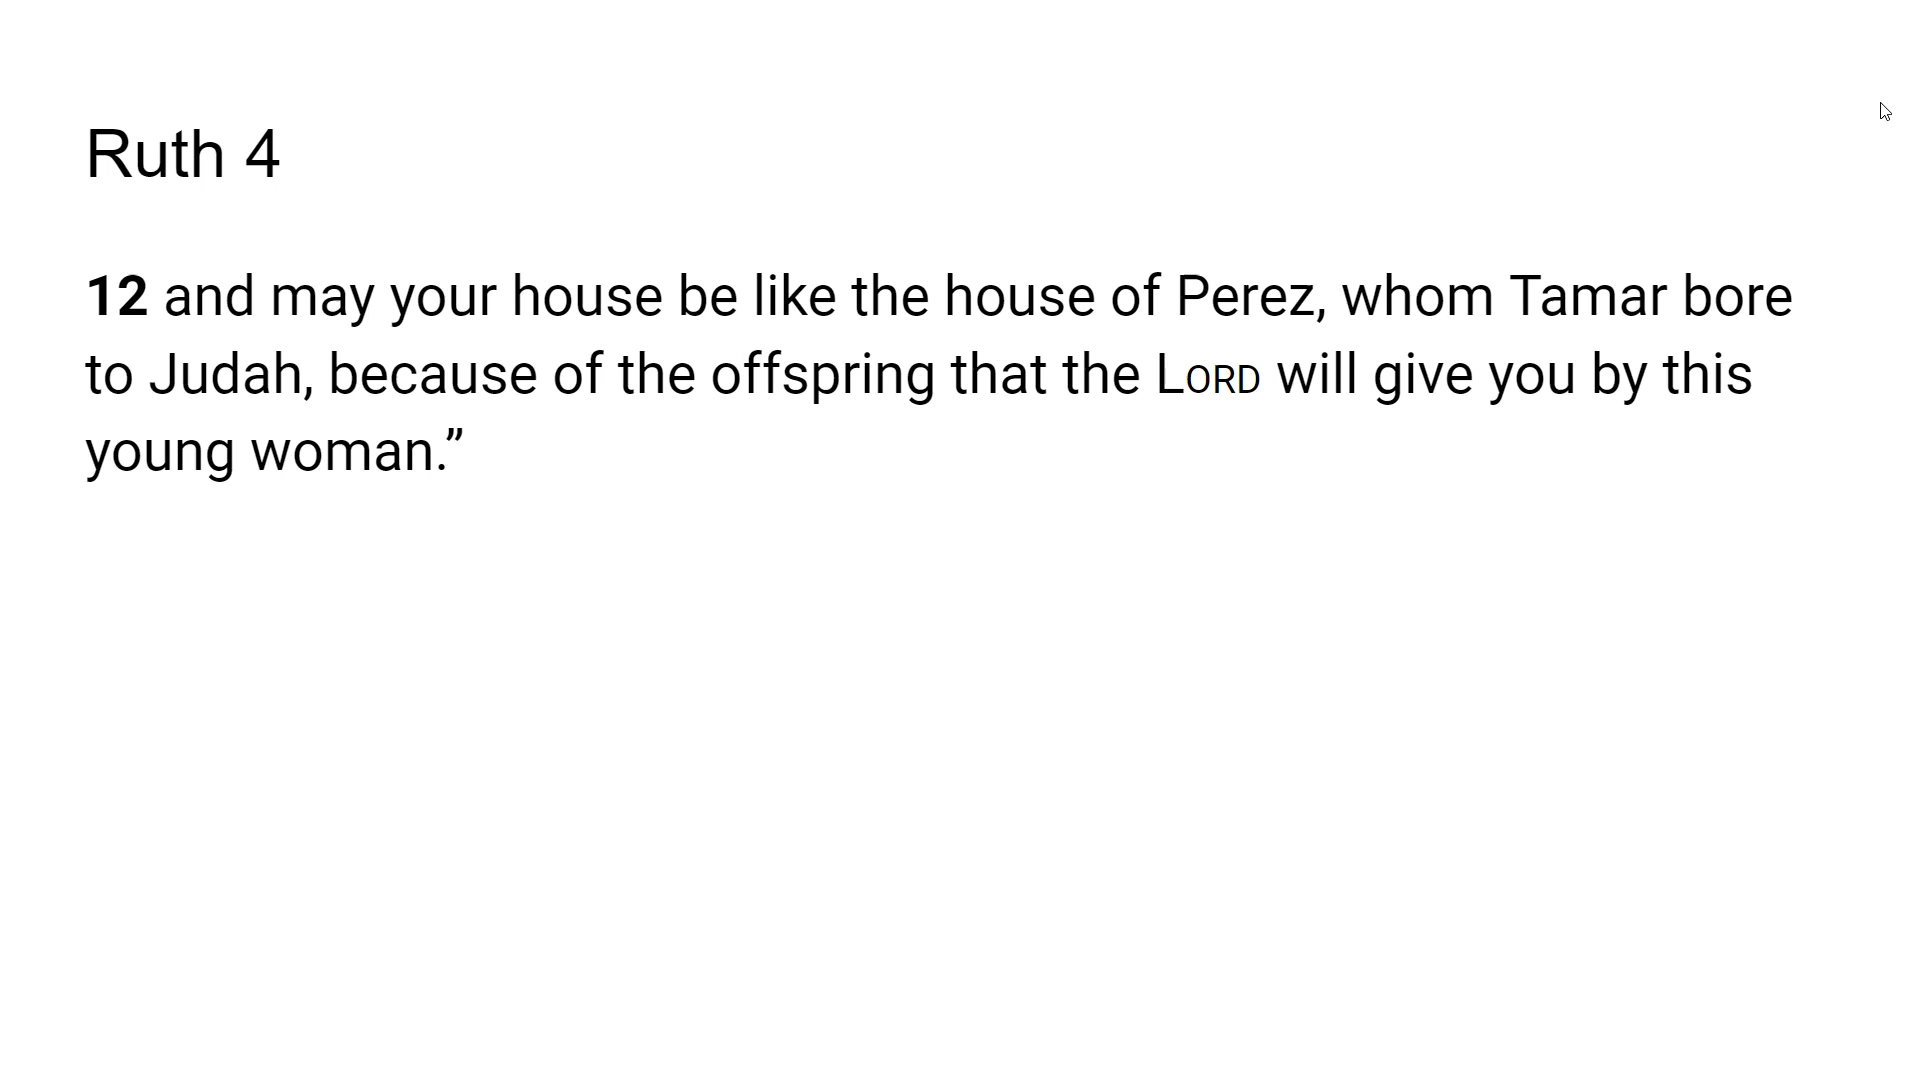 Ruth 4
12 and may your house be like the house of Perez, whom Tamar bore
to Judah, because of the offspring that the LORD will give you by this
young woman.”